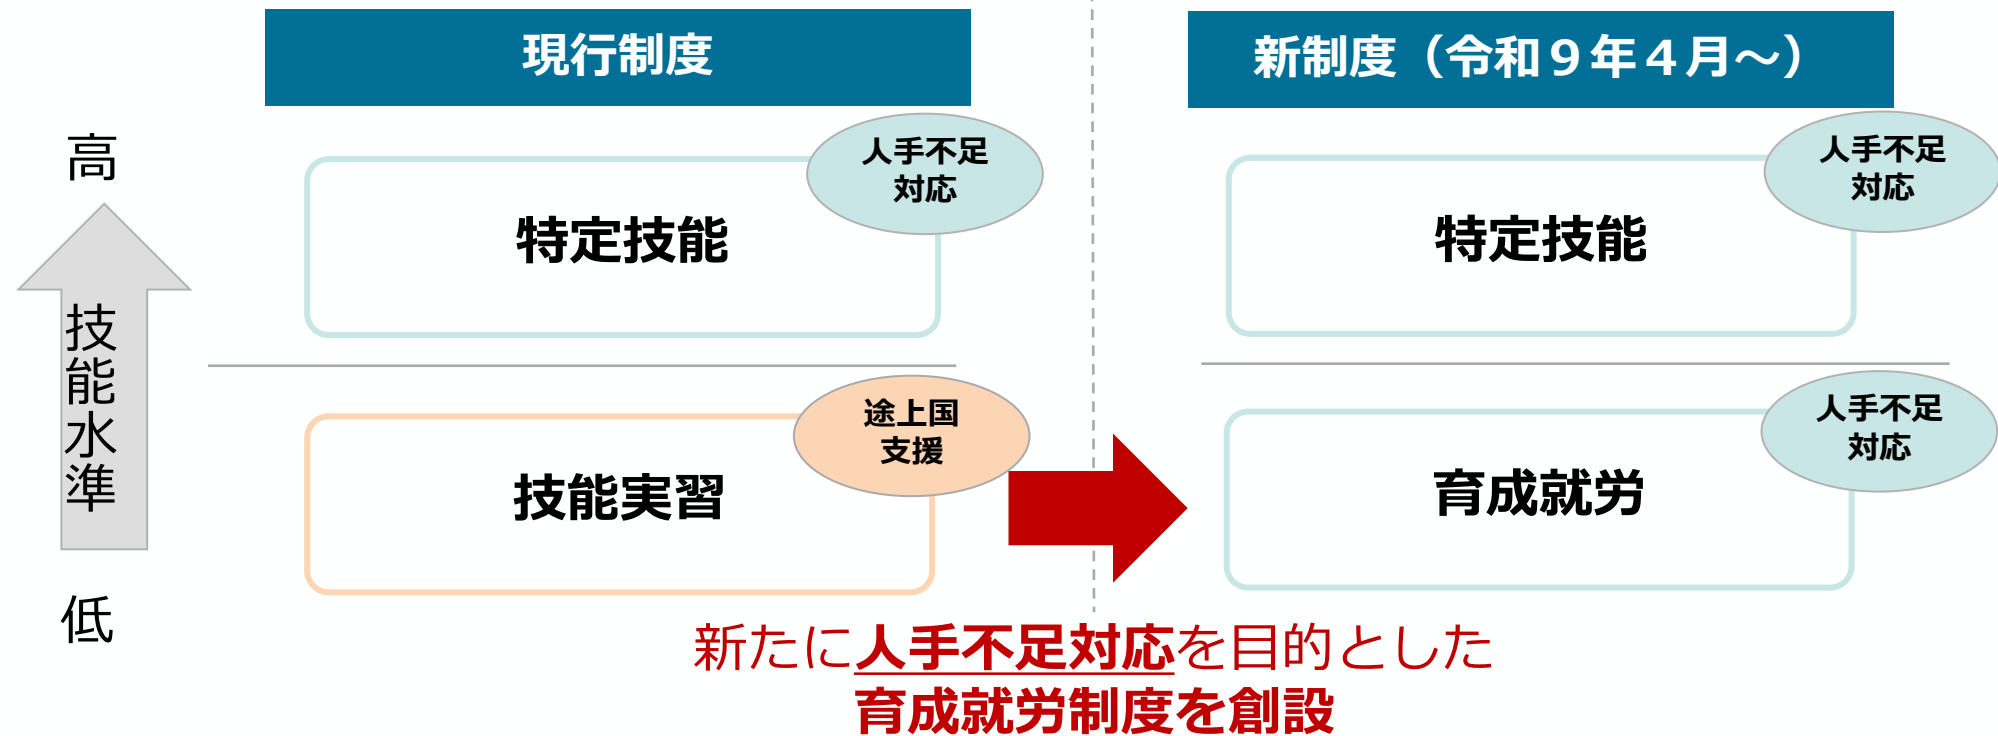 現行制度
新制度（令和９年４月～）
高
技能水準
低
特定技能
人手不足
対応
技能実習
途上国
支援
特定技能
人手不足
対応
育成就労
人手不足
対応
新たに人手不足対応を目的とした
育成就労制度を創設